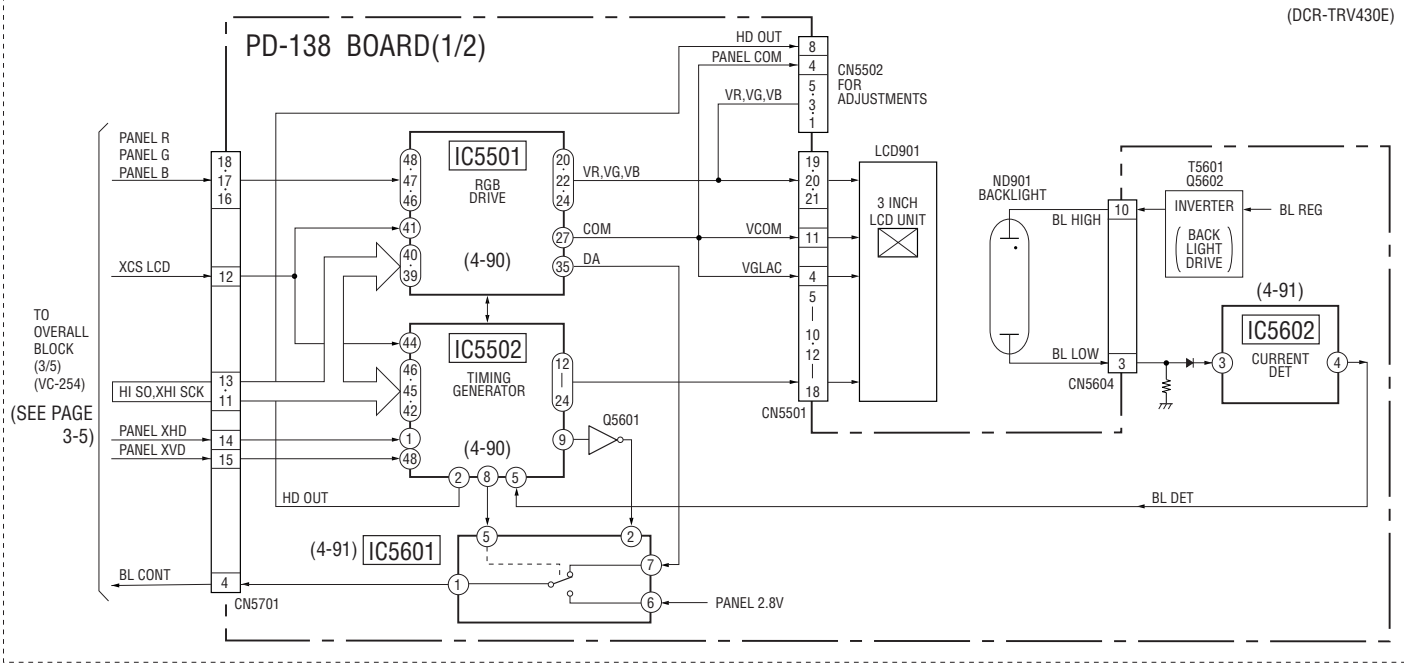 (DCR-TRV430E)
PD-138 BOARD(1/2)
HD OUT
8
PANEL COM
4
CN5502
FOR
ADJUSTMENTS
VR,VG,VB
5
·
3
·
1
PANEL R
PANEL G
PANEL B
18
·
17
·
16
48
·
47
·
46
IC5501
RGB
DRIVE
(4-90)
20
·
22
·
24
VR,VG,VB
19
·
20
·
21
LCD901
3 INCH
LCD UNIT
ND901
BACKLIGHT
T5601
Q5602
INVERTER
(BACK
LIGHT
DRIVE)
BL REG
10
BL HIGH
41
27
COM
VCOM
11
40
·
39
35
DA
VGLAC
4
XCS LCD
12
5
|
10
·
12
|
18
CN5501
TO
OVERALL
BLOCK
(3/5)
(VC-254)
(SEE PAGE
3-5)
44
IC5502
TIMING
GENERATOR
(4-90)
46
·
45
·
42
12
|
24
BL LOW
3
CN5604
(4-91)
IC5602
CURRENT
DET
3
4
HI SO,XHI SCK
13
·
11
PANEL XHD
14
1
PANEL XVD
15
48
9
Q5601
2
8
5
HD OUT
BL DET
(4-91)
IC5601
5
2
7
1
6
PANEL 2.8V
BL CONT
4
CN5701